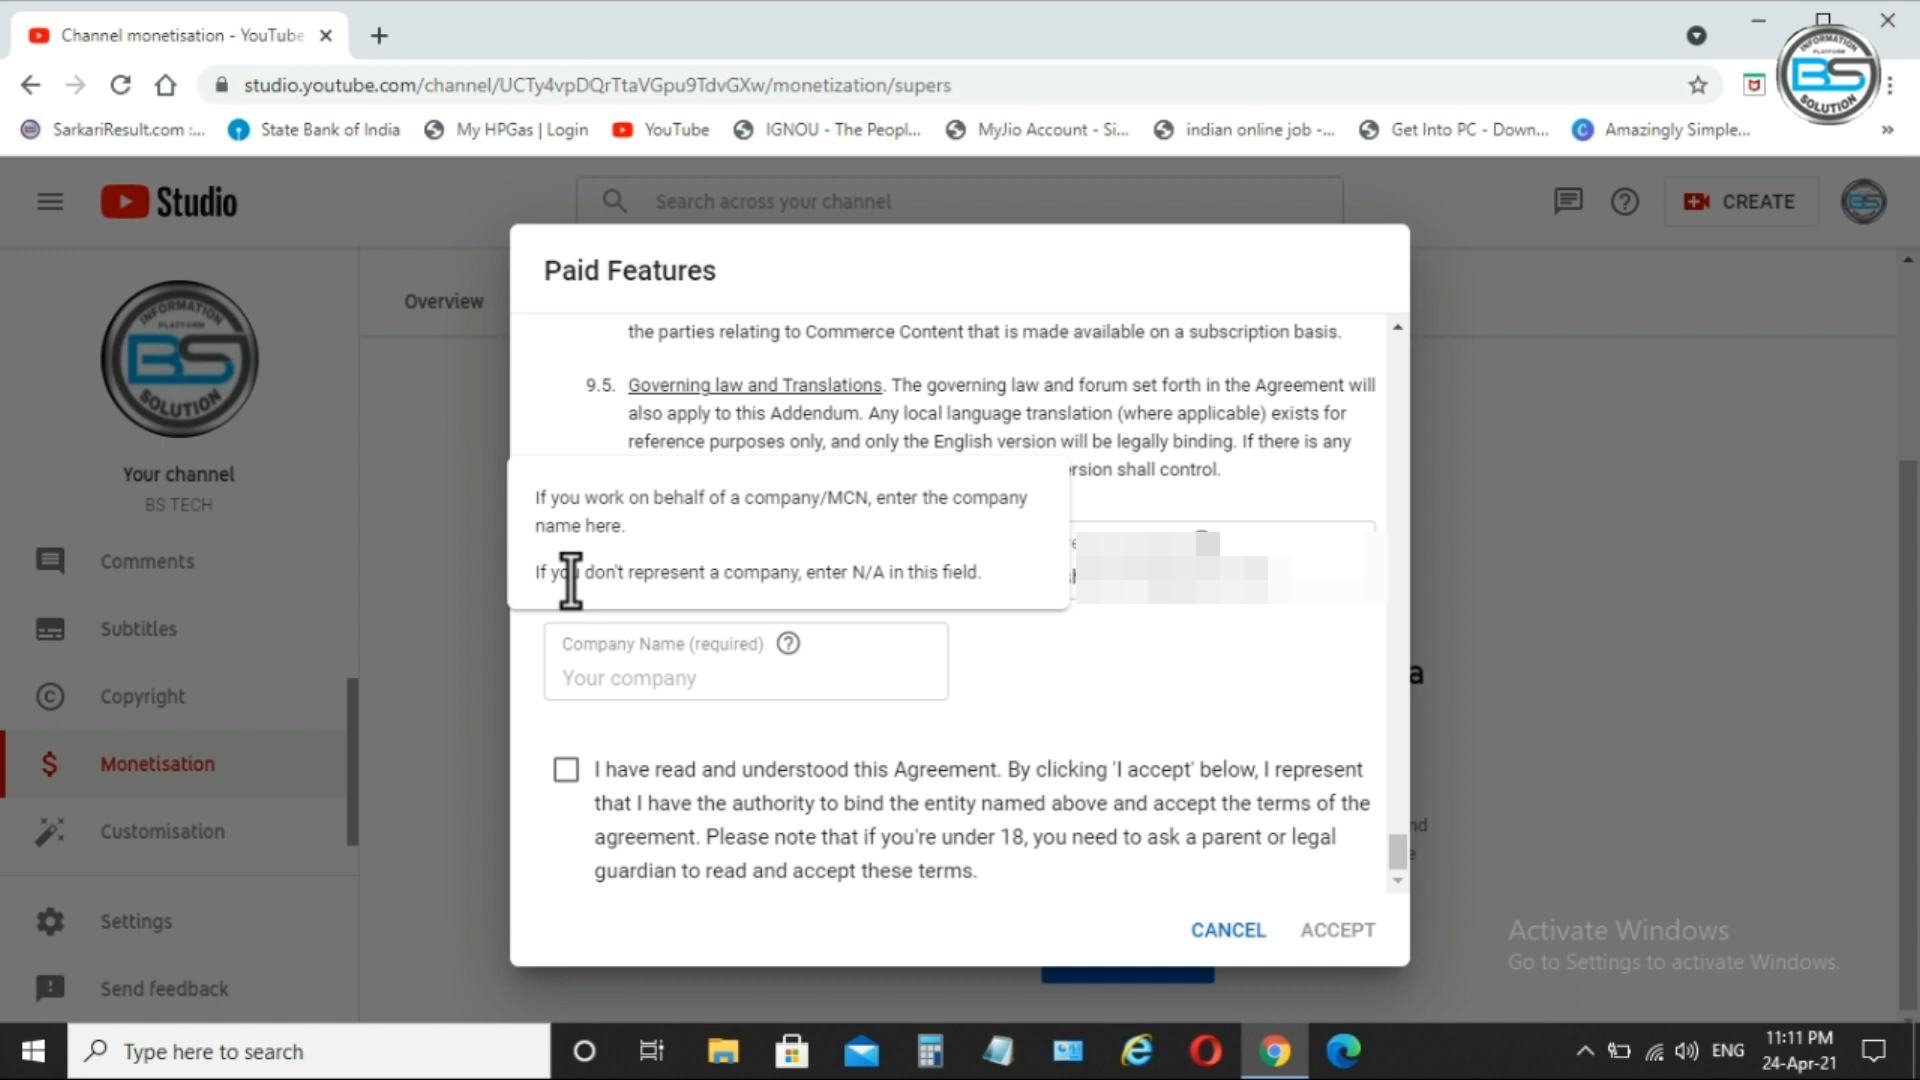 Channel monetisation - YouTube
studio.youtube.com/channel/UCTy4vpDQrTtaVGpu9TdvGXw/monetization/supers
INFORMATION
PLATFORM
BS
SOLUTION
SarkariResult.com :...
State Bank of India
My HPGas | Login
YouTube
IGNOU - The Peopl...
MyJio Account - Si...
indian online job -...
Get Into PC - Down...
Amazingly Simple...
Studio
Search across your channel
CREATE
INFORMATION
PLATFORM
BS
SOLUTION
Your channel
BS TECH
Comments
Subtitles
Copyright
Monetisation
Customisation
Settings
Send feedback
Overview
Paid Features
the parties relating to Commerce Content that is made available on a subscription basis.
9.5. Governing law and Translations. The governing law and forum set forth in the Agreement will
also apply to this Addendum. Any local language translation (where applicable) exists for
reference purposes only, and only the English version will be legally binding. If there is any
rsion shall control.
If you work on behalf of a company/MCN, enter the company
name here.
If you don't represent a company, enter N/A in this field.
Company Name (required)
Your company
I have read and understood this Agreement. By clicking 'I accept' below, I represent
that I have the authority to bind the entity named above and accept the terms of the
agreement. Please note that if you're under 18, you need to ask a parent or legal
guardian to read and accept these terms.
CANCEL
ACCEPT
Activate Windows
Go to Settings to activate Windows.
Type here to search
ENG
11:11 PM
24-Apr-21